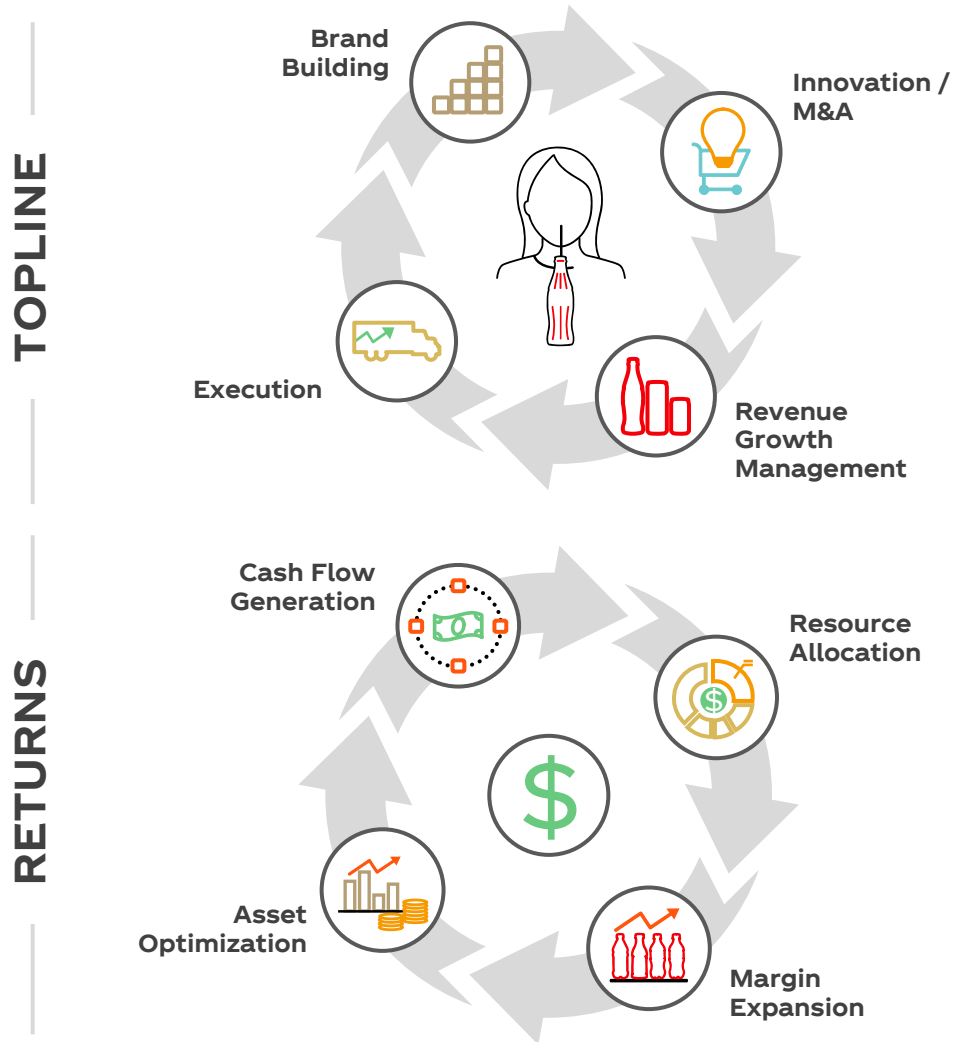 TOPLINE
Brand
Building
Innovation /
M&A
Execution
Revenue
Growth
Management
RETURNS
Cash Flow
Generation
Resource
Allocation
$
$
Asset
Optimization
Margin
Expansion